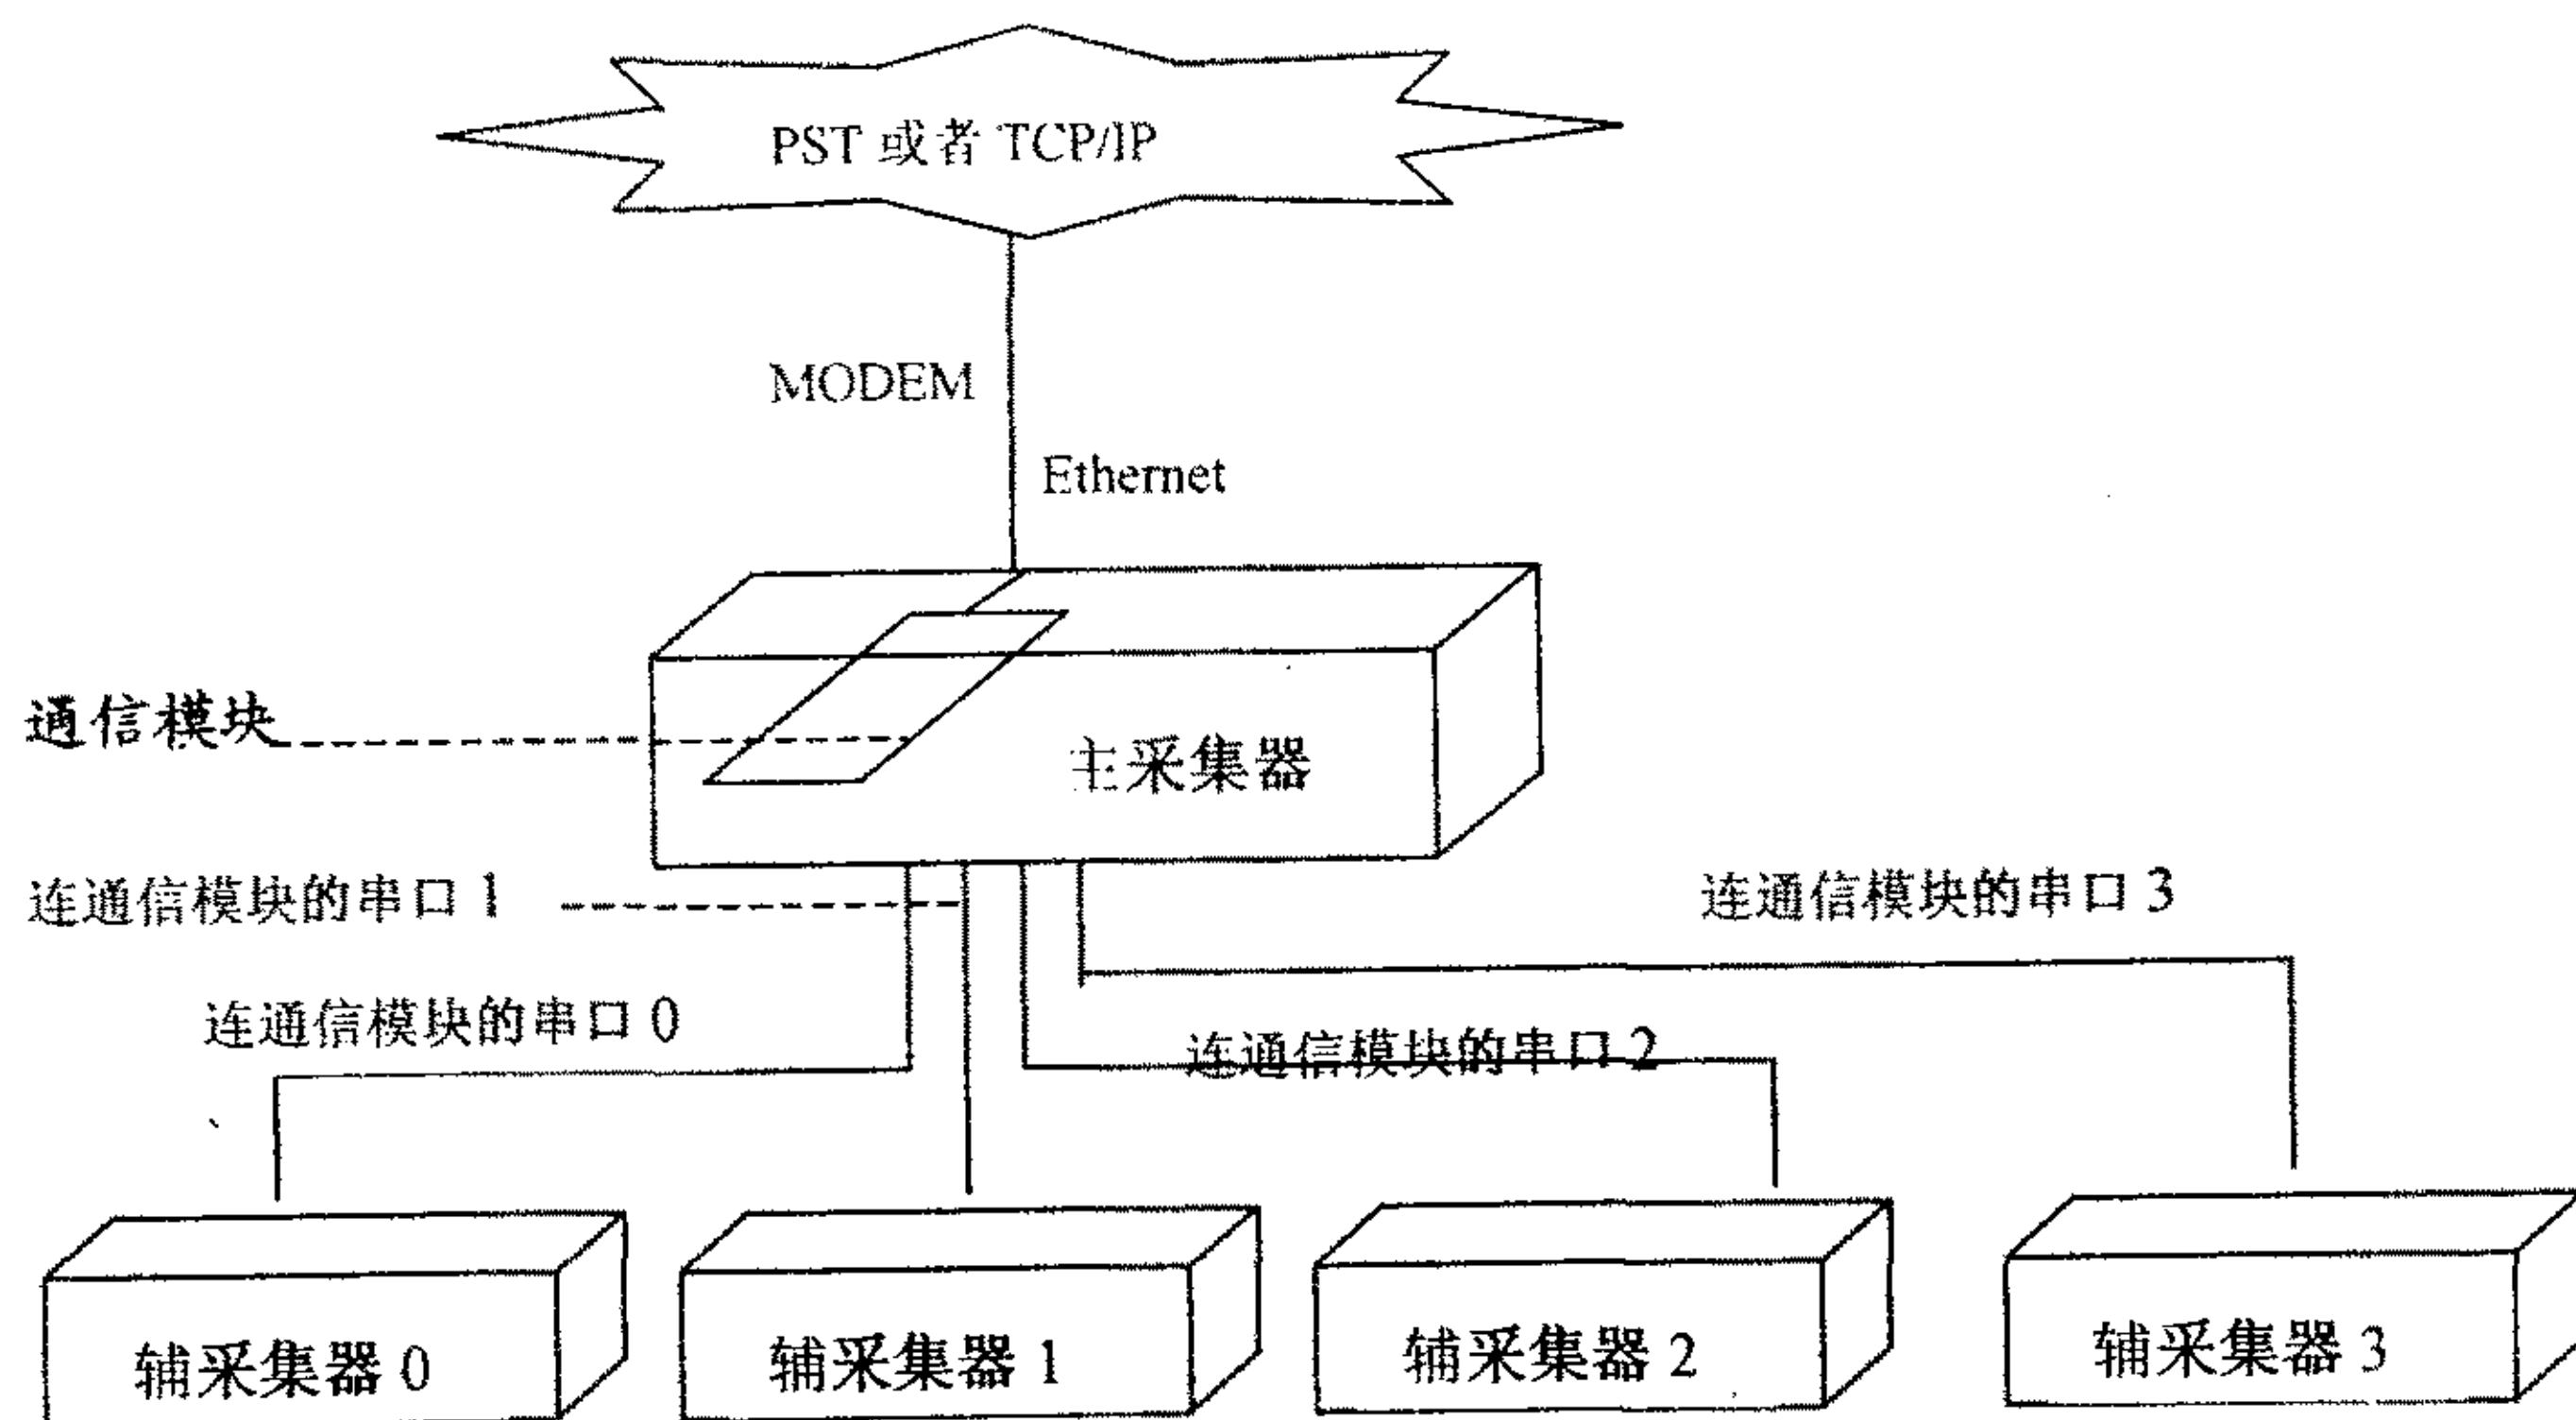 PST 或者 TCP/IP
MODEM
Ethernet
通信模块
主采集器
连通信模块的串口 1
连通信模块的串口 3
连通信模块的串口 0
连通信模块的串口 2
辅采集器 0
辅采集器 1
辅采集器 2
辅采集器 3